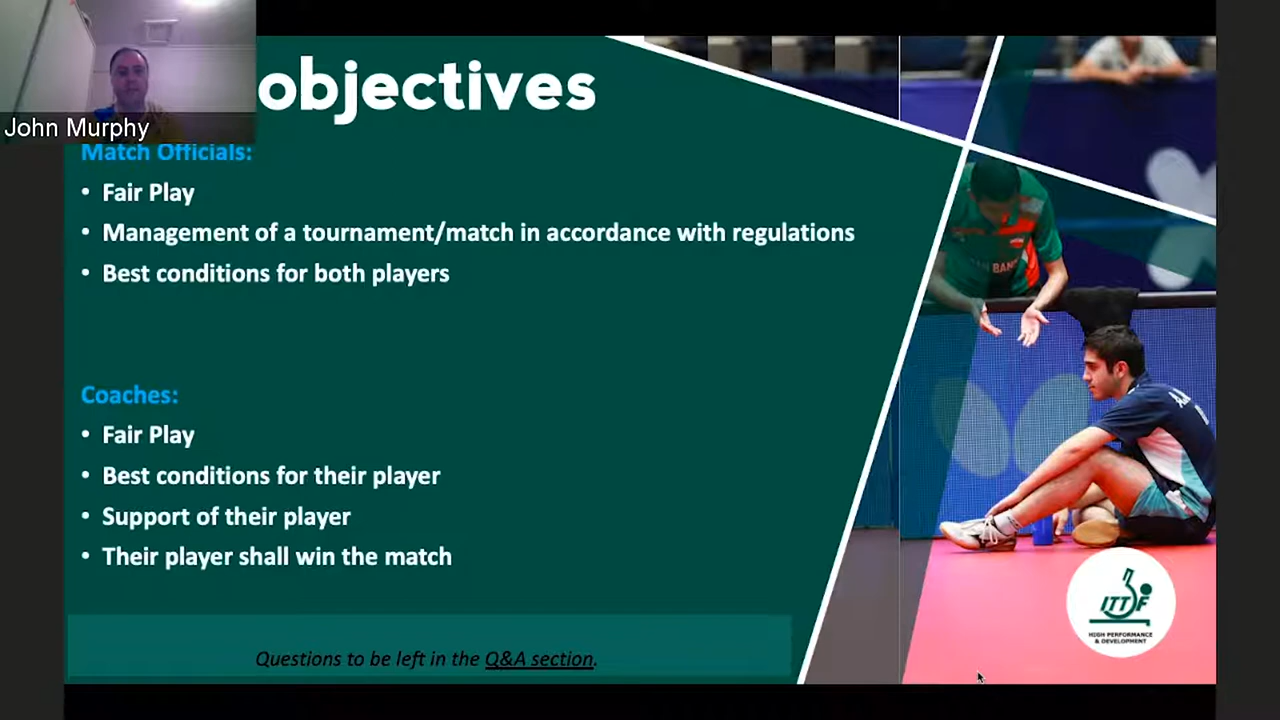 objectives
John Murphy
Match Officials:
• Fair Play
• Management of a tournament/match in accordance with regulations
• Best conditions for both players
Coaches:
• Fair Play
• Best conditions for their player
• Support of their player
• Their player shall win the match
Questions to be left in the Q&A section.
ITTF
HIGH PERFORMANCE
& DEVELOPMENT